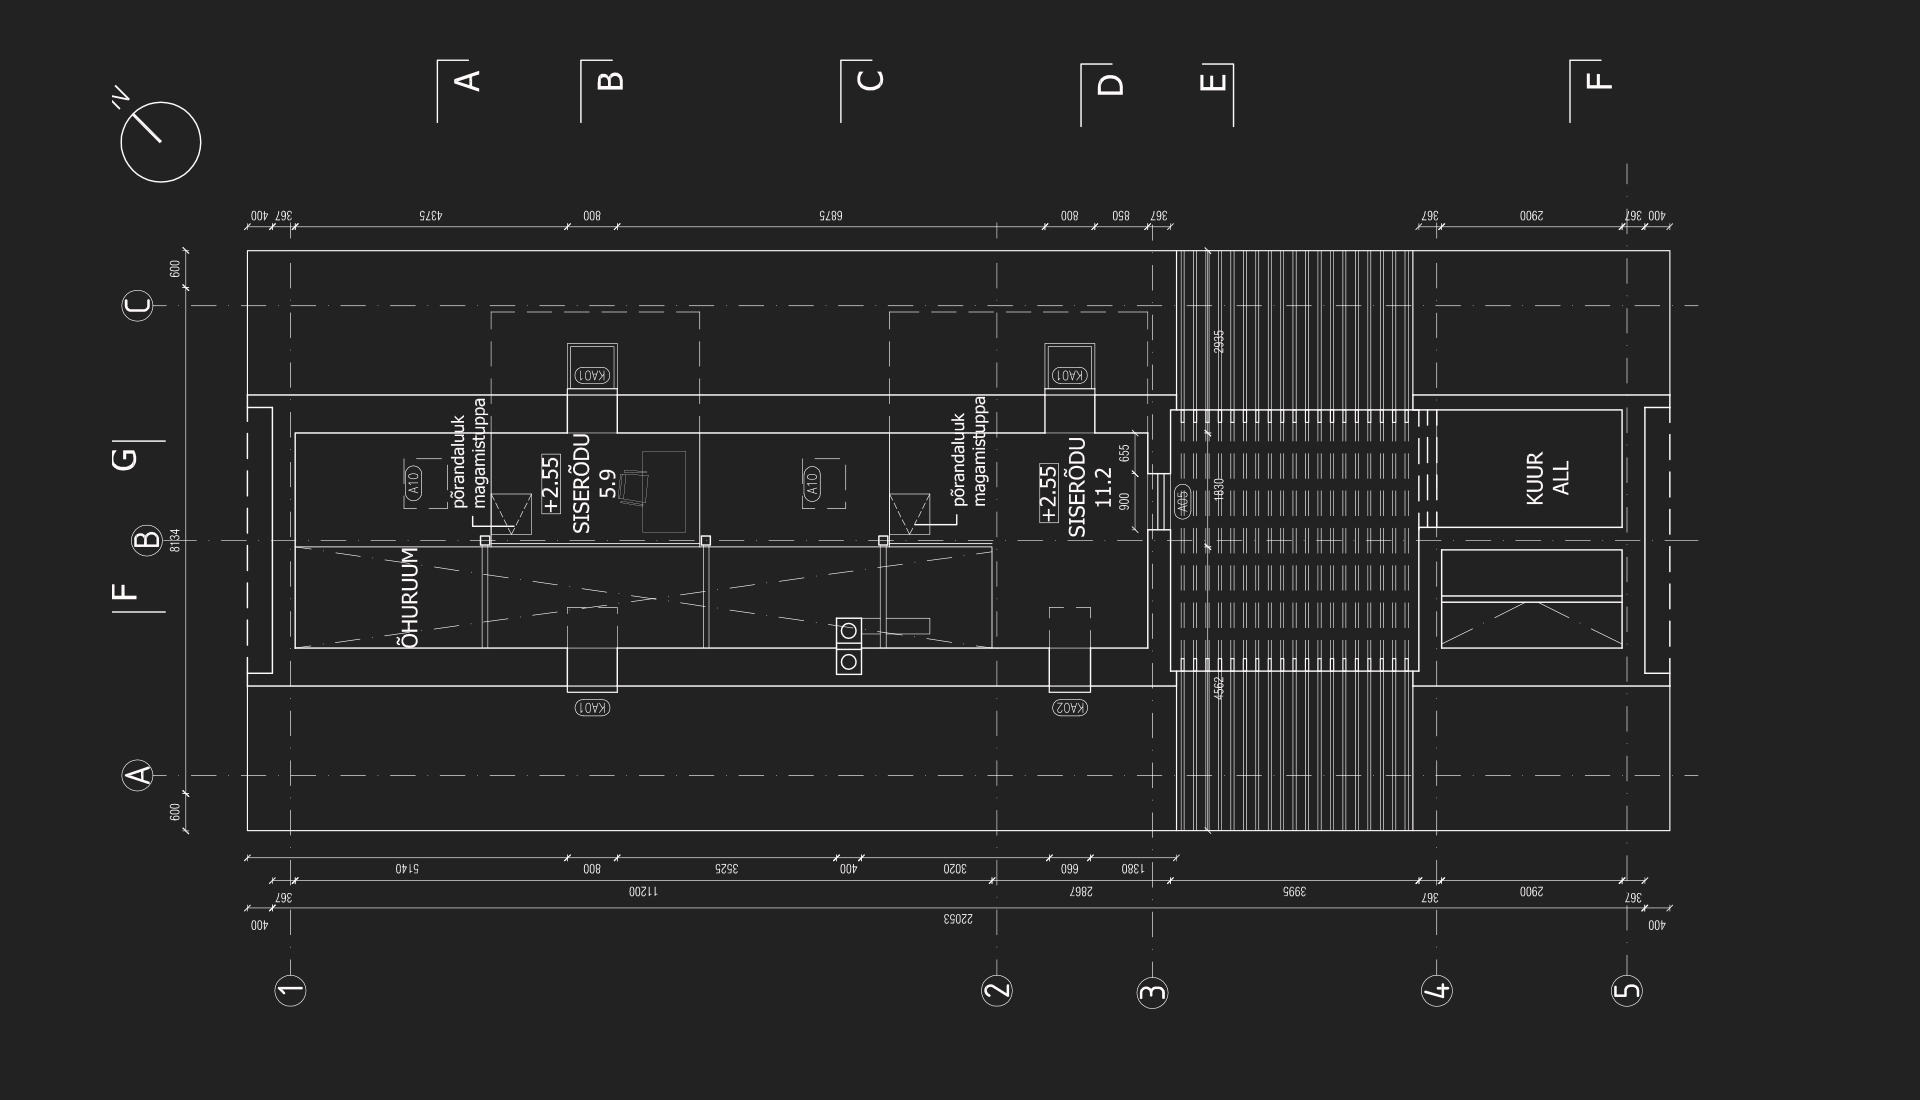 N
A
B
C
D
E
F
400
367
4375
800
6875
800
850
367
367
2900
367
400
600
C
KA01
KA01
2935
G
põrandaluuk
magamistuppa
A10
+2.55
SISERÕDU
5.9
A10
põrandaluuk
magamistuppa
+2.55
SISERÕDU
11.2
655
900
A05
1830
KUUR
ALL
B
8134
F
ÕHURUUM
KA01
KA02
4562
A
600
5140
800
3525
400
3020
660
1380
367
11200
2867
3995
367
2900
367
400
22053
400
1
2
3
4
5